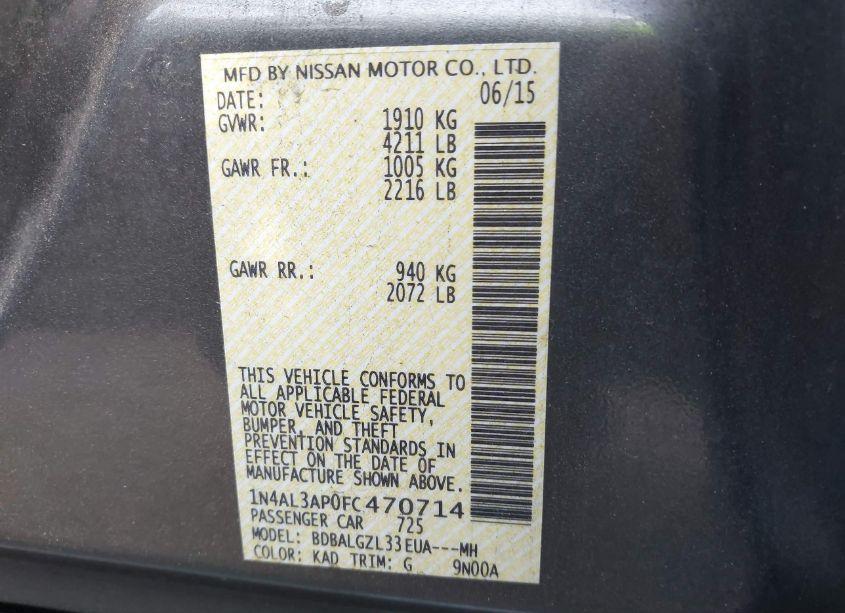 MFD BY NISSAN MOTOR CO., LTD.
DATE: 06/15
GVWR: 1910 KG
4211 LB
GAWR FR.: 1005 KG
2216 LB
GAWR RR.: 940 KG
2072 LB
THIS VEHICLE CONFORMS TO
ALL APPLICABLE FEDERAL
MOTOR VEHICLE SAFETY,
BUMPER, AND THEFT
PREVENTION STANDARDS IN
EFFECT ON THE DATE OF
MANUFACTURE SHOWN ABOVE.
1N4AL3AP0FC470714
PASSENGER CAR 725
MODEL: BDBALGZL33EUA---MH
COLOR: KAD TRIM: G 9N00A